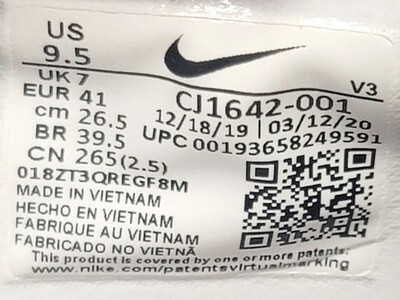 US
9.5
UK 7
EUR 41
cm 26.5
BR 39.5
CN 265(2.5)
V3
CJ1642-001
12/18/19 | 03/12/20
UPC 00193658249591
018ZT3QREGF8M
MADE IN VIETNAM
HECHO EN VIETNAM
FABRIQUE AU VIETNAM
FABRICADO NO VIETNÃ
This product is covered by one or more patents:
www.nike.com/patentsvirtualmarking